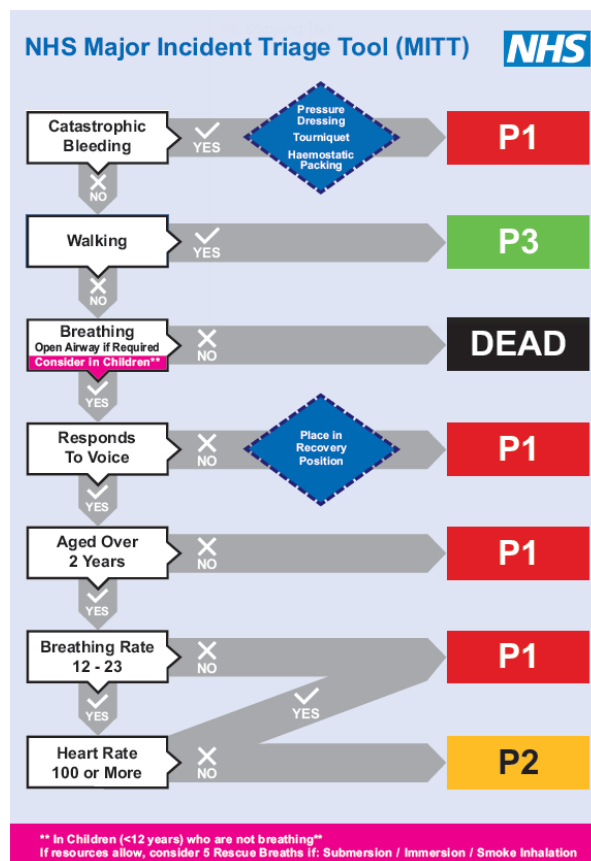 NHS Major Incident Triage Tool (MITT)
NHS
Catastrophic
Bleeding
YES
Pressure
Dressing
Tourniquet
Haemostatic
Packing
P1
NO
Walking
YES
P3
NO
Breathing
Open Airway if Required
Consider in Children**
NO
DEAD
YES
Responds
To Voice
NO
Place in
Recovery
Position
P1
YES
Aged Over
2 Years
NO
P1
YES
Breathing Rate
12 - 23
NO
P1
YES
YES
Heart Rate
100 or More
NO
P2
** In Children (<12 years) who are not breathing**
If resources allow, consider 5 Rescue Breaths if: Submersion / Immersion / Smoke Inhalation